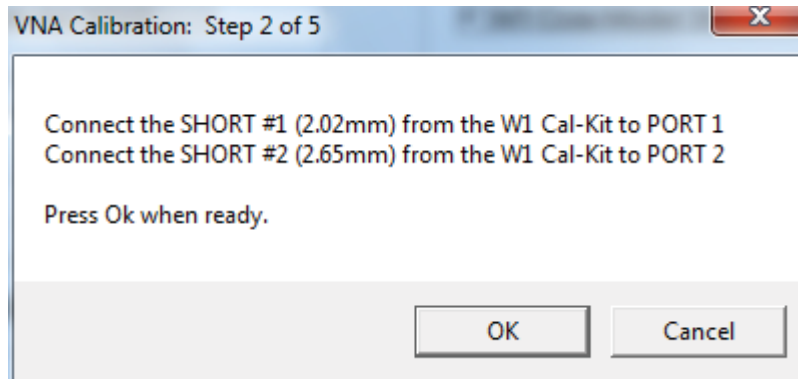 VNA Calibration: Step 2 of 5
Connect the SHORT #1 (2.02mm) from the W1 Cal-Kit to PORT 1
Connect the SHORT #2 (2.65mm) from the W1 Cal-Kit to PORT 2
Press Ok when ready.
OK
Cancel